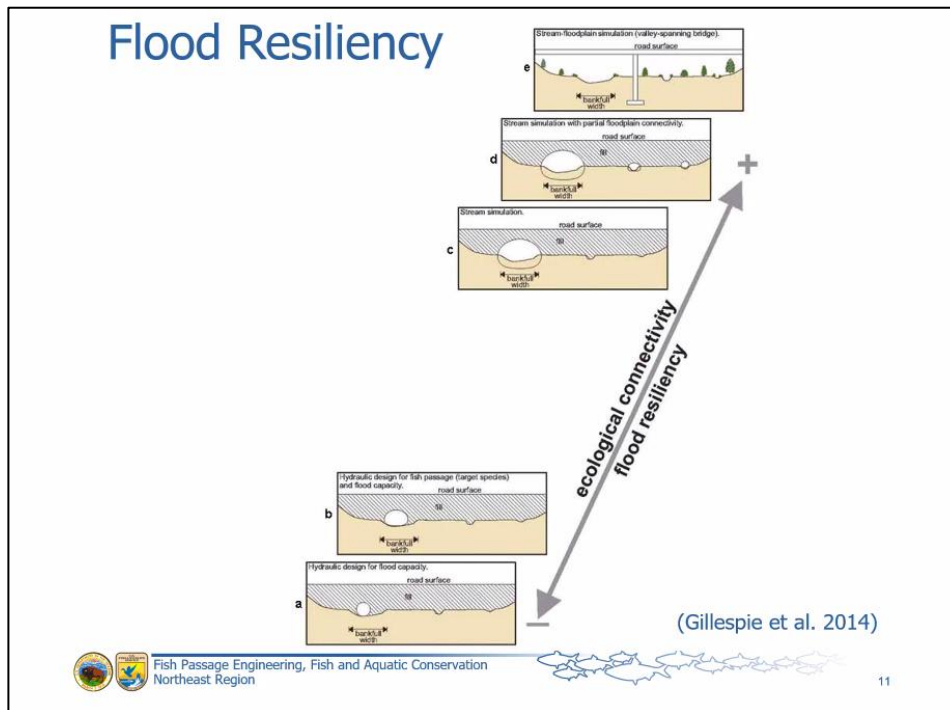 Flood Resiliency
Stream-floodplain simulation (valley-spanning bridge).
road surface
e
bankfull
width
Stream simulation with partial floodplain connectivity.
road surface
fill
d
bankfull
width
Stream simulation.
road surface
fill
c
bankfull
width
+
ecological connectivity
flood resiliency
Hydraulic design for fish passage (target species)
and flood capacity.
road surface
fill
b
bankfull
width
Hydraulic design for flood capacity.
road surface
fill
a
bankfull
width
–
(Gillespie et al. 2014)
Fish Passage Engineering, Fish and Aquatic Conservation
Northeast Region
11